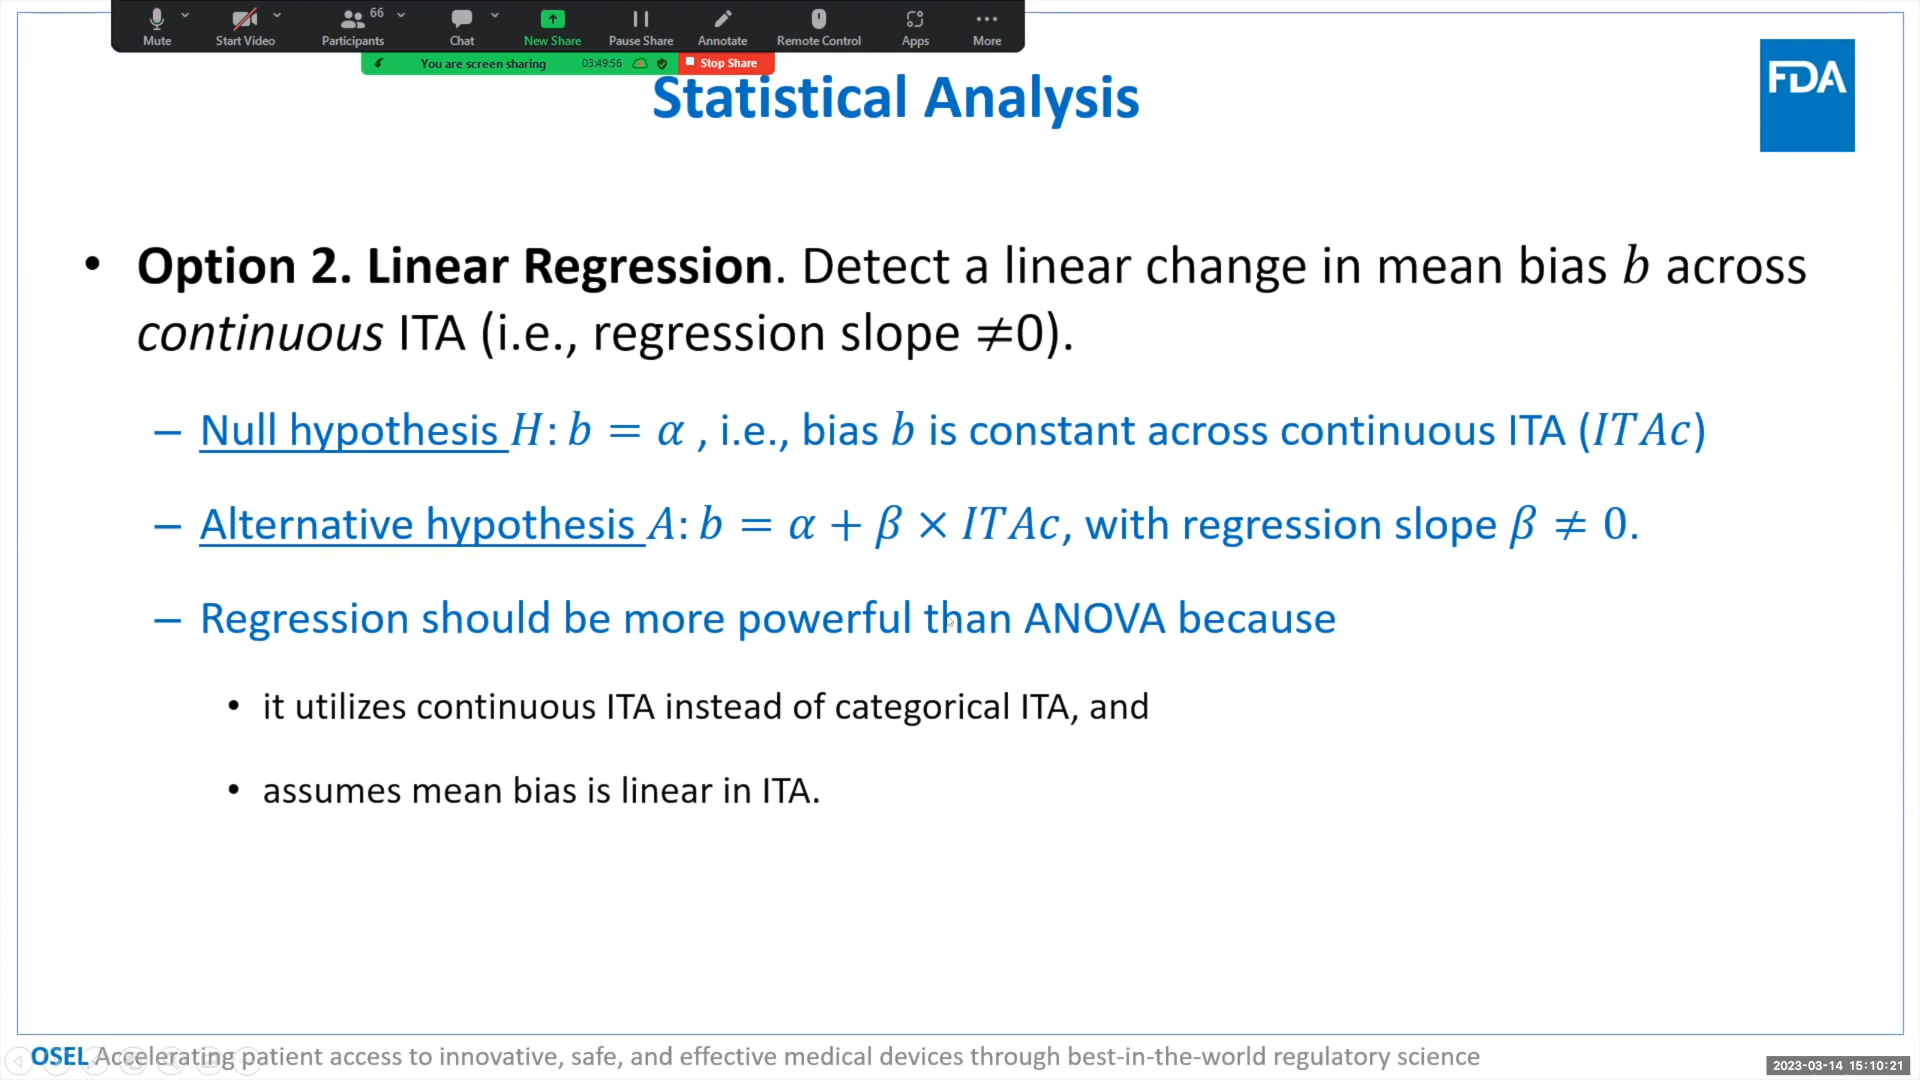 66
Mute
Start Video
Participants
Chat
New Share
Pause Share
Annotate
Remote Control
Apps
More
You are screen sharing 03:49:56 Stop Share
Statistical Analysis
FDA
• Option 2. Linear Regression. Detect a linear change in mean bias b across
continuous ITA (i.e., regression slope ≠0).
– Null hypothesis H: b = α , i.e., bias b is constant across continuous ITA (ITAc)
– Alternative hypothesis A: b = α + β × ITAc, with regression slope β ≠ 0.
– Regression should be more powerful than ANOVA because
• it utilizes continuous ITA instead of categorical ITA, and
• assumes mean bias is linear in ITA.
OSEL Accelerating patient access to innovative, safe, and effective medical devices through best-in-the-world regulatory science
2023-03-14 15:10:21